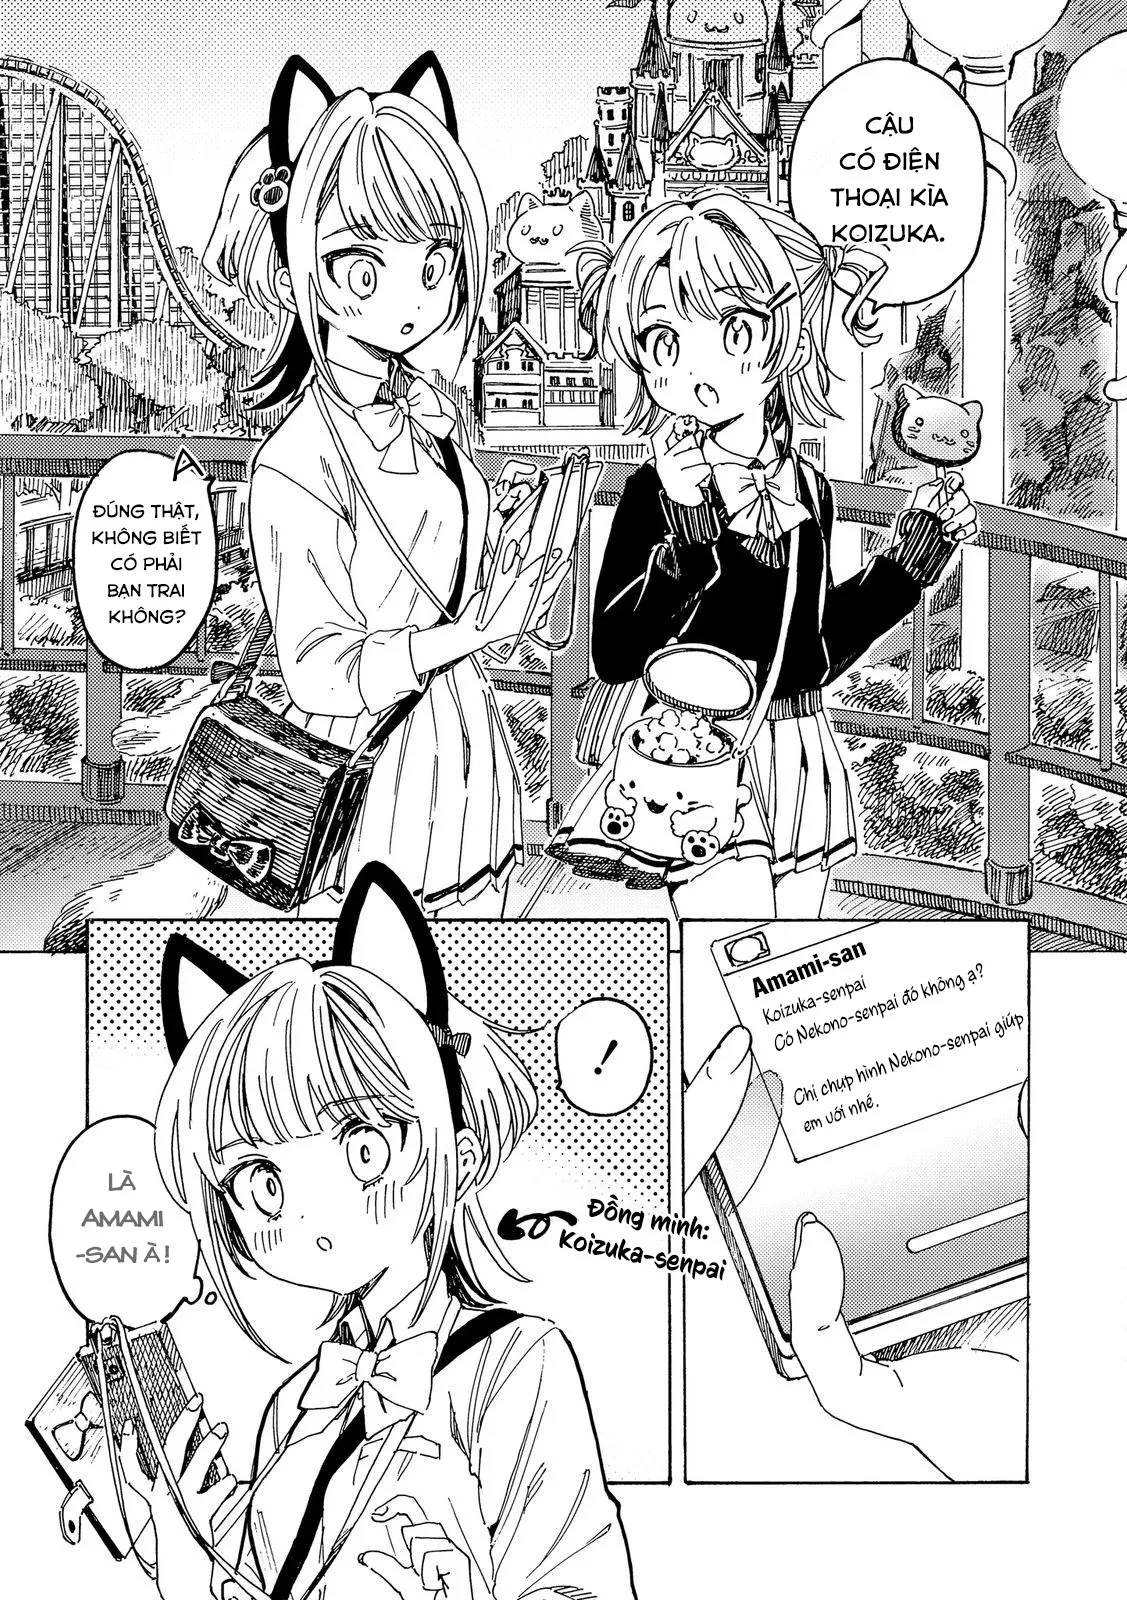 CẬU
CÓ ĐIỆN
THOẠI KÌA
KOIZUKA.
A
ĐÚNG THẬT,
KHÔNG BIẾT
CÓ PHẢI
BẠN TRAI
KHÔNG?
Amami-san
Koizuka-senpai
Có Nekono-senpai đó không ạ?
Chị chụp hình Nekono-senpai giúp
em với nhé.
!
LÀ
AMAMI
-SAN À!
Đồng minh:
Koizuka-senpai